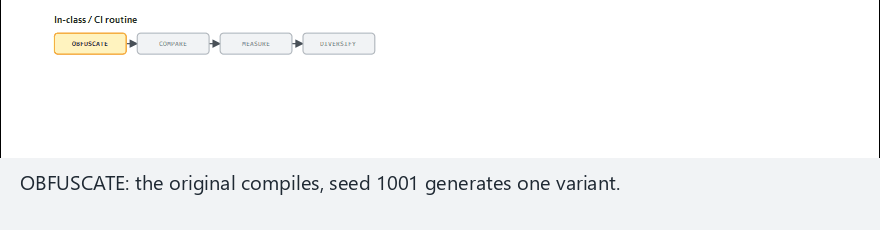 In-class / CI routine
OBFUSCATE COMPARE MEASURE DIVERSIFY
OBFUSCATE: the original compiles, seed 1001 generates one variant.